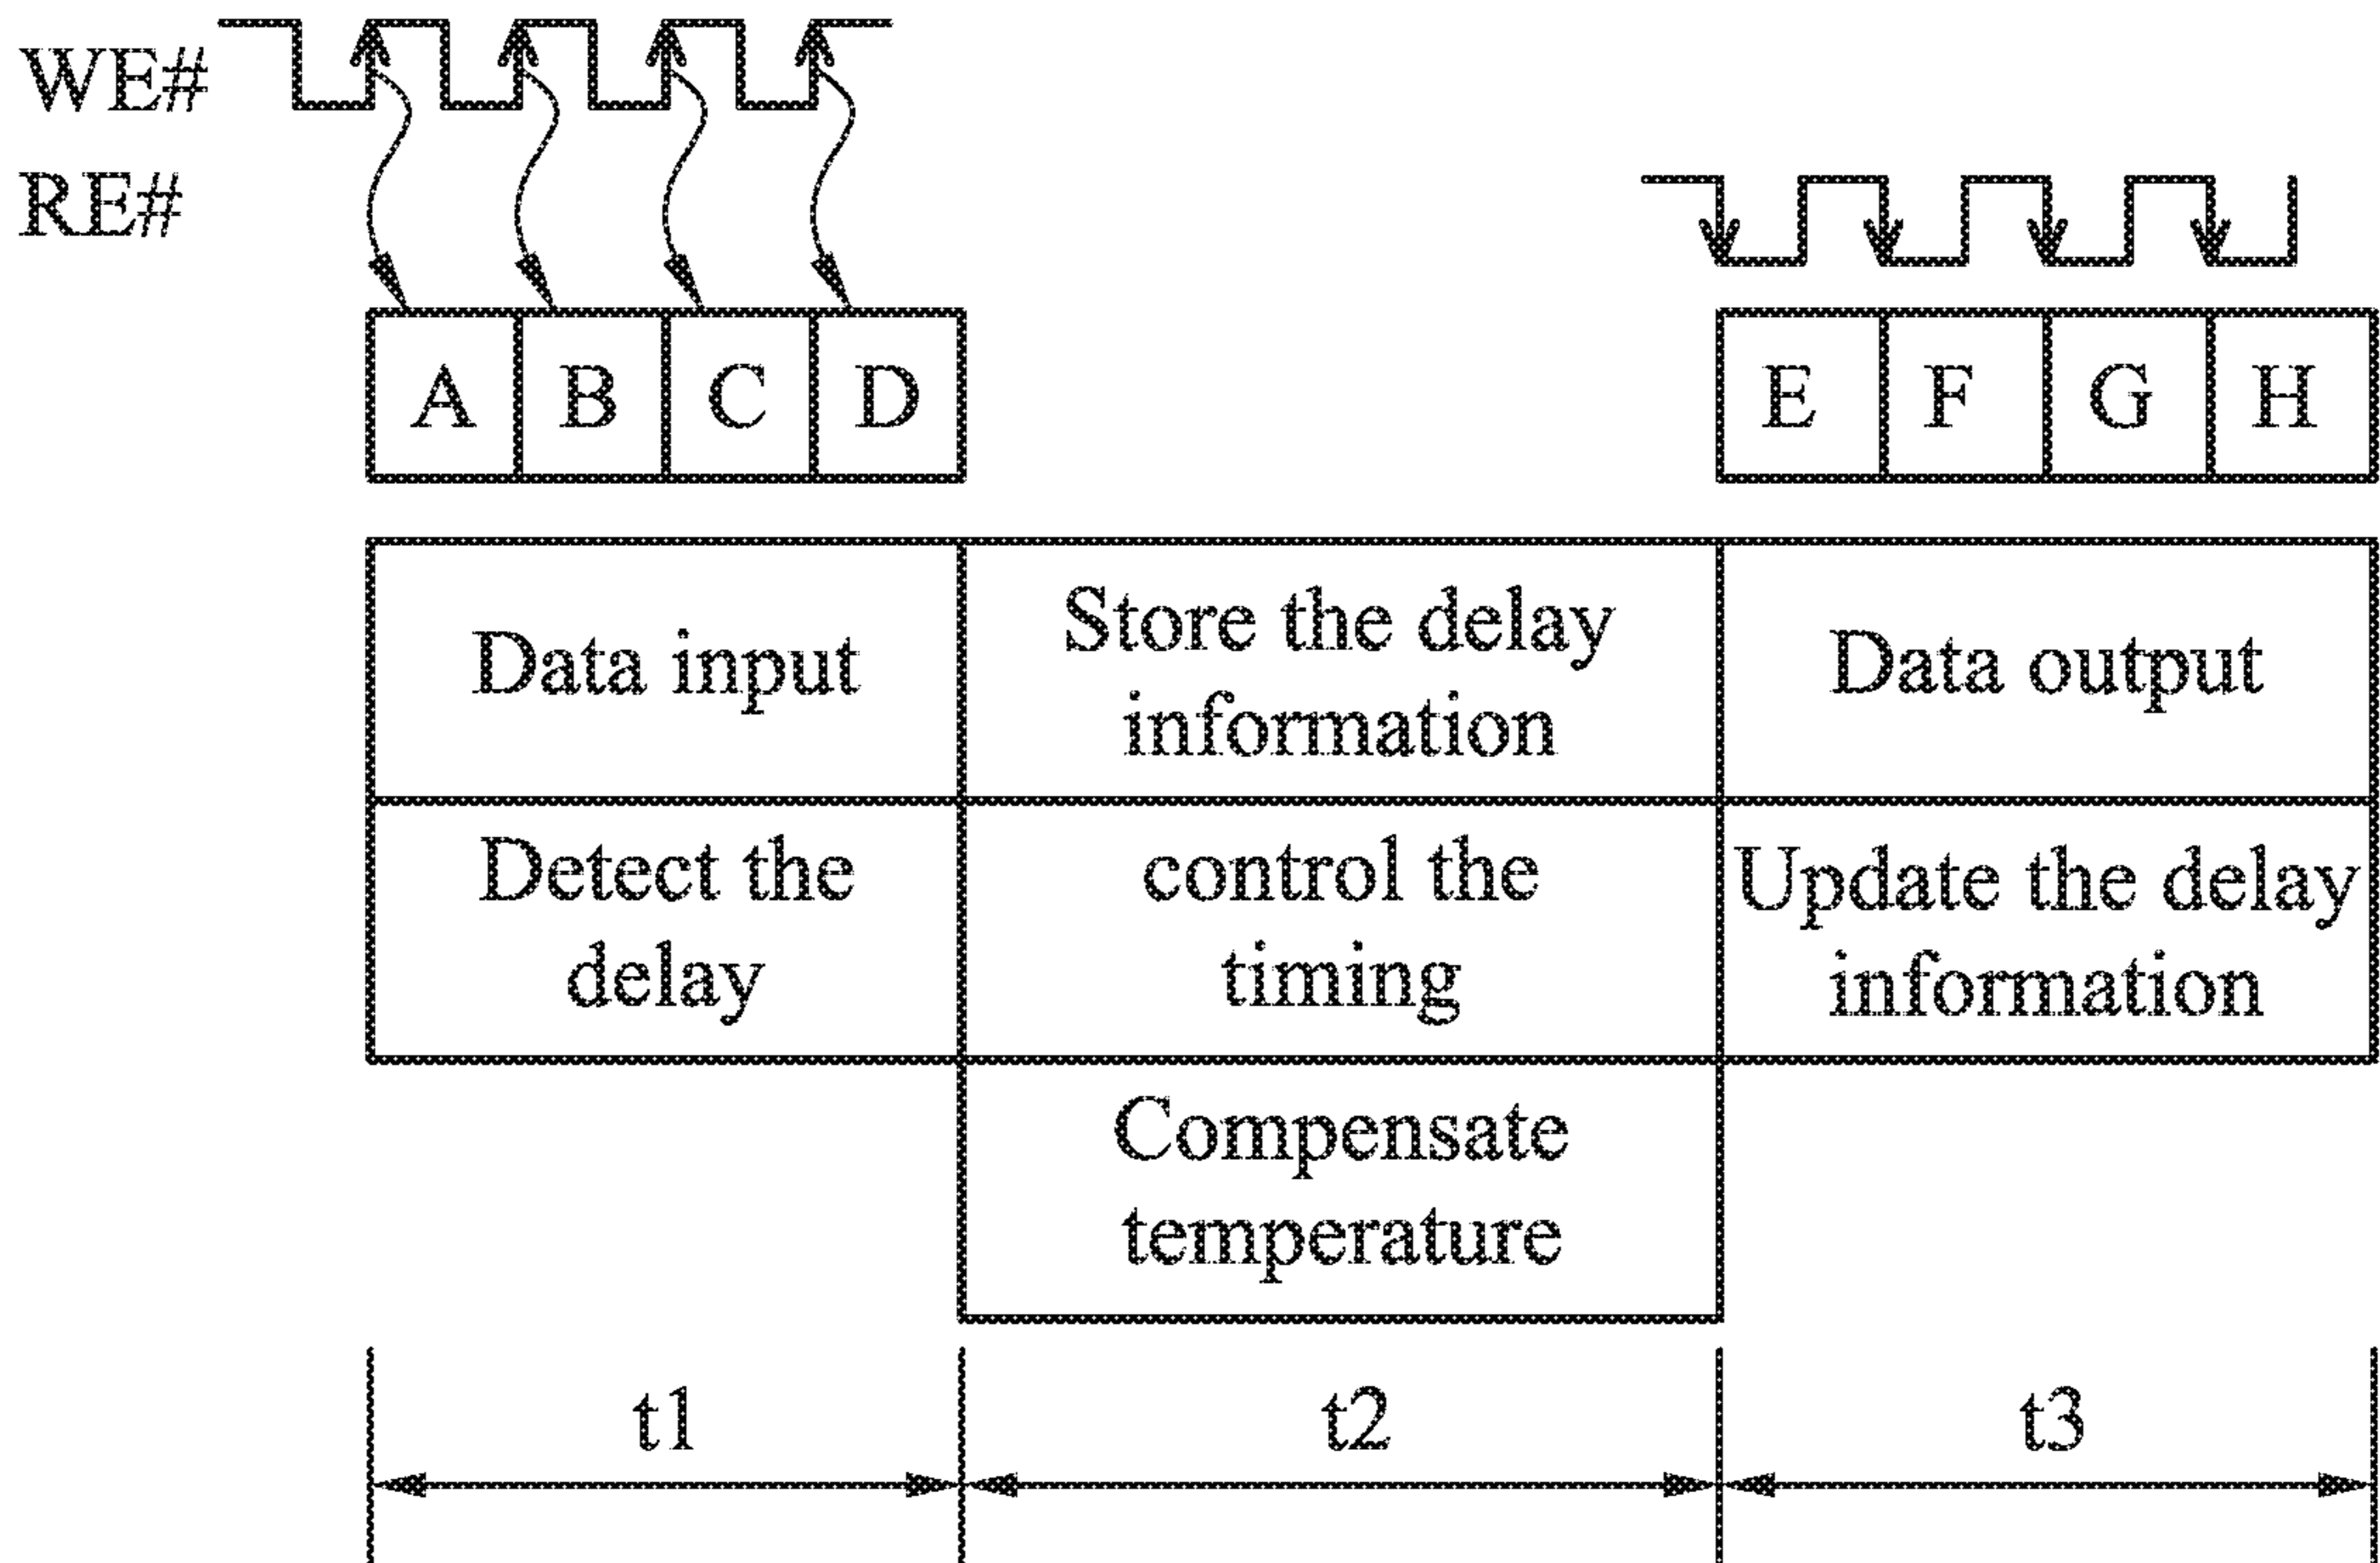 WE#
RE#
A B C D E F G H
Data input
Store the delay
information
Data output
Detect the
delay
control the
timing
Update the delay
information
Compensate
temperature
t1 t2 t3